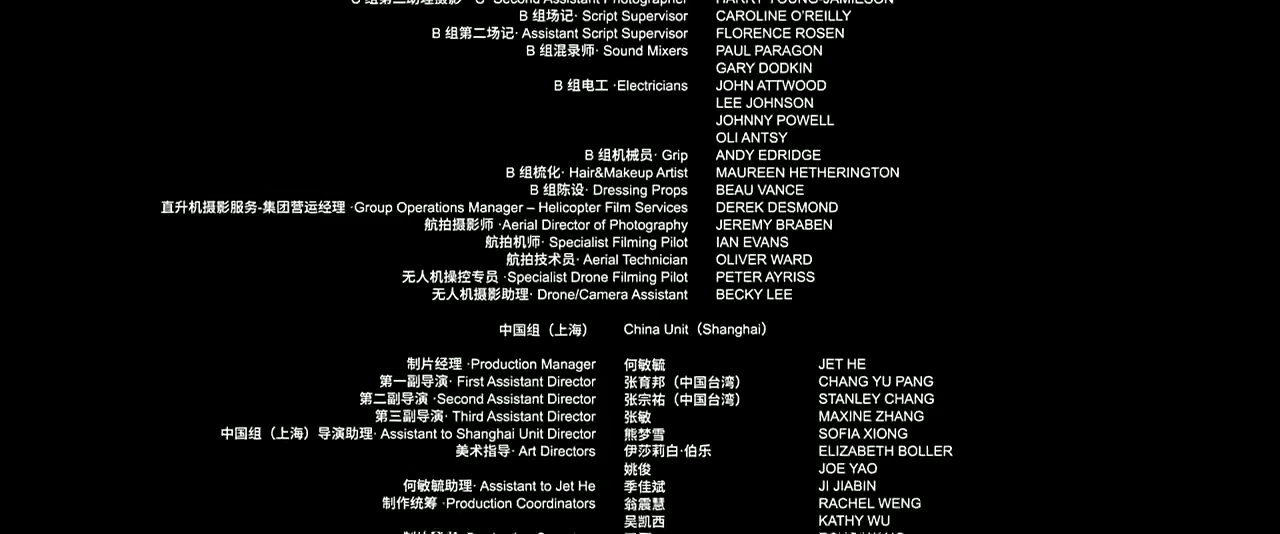 B 组场记· Script Supervisor CAROLINE O'REILLY
B 组第二场记· Assistant Script Supervisor FLORENCE ROSEN
B 组混录师· Sound Mixers PAUL PARAGON
GARY DODKIN
B 组电工 ·Electricians JOHN ATTWOOD
LEE JOHNSON
JOHNNY POWELL
OLI ANTSY
B 组机械员· Grip ANDY EDRIDGE
B 组梳化· Hair&Makeup Artist MAUREEN HETHERINGTON
B 组陈设· Dressing Props BEAU VANCE
直升机摄影服务-集团营运经理 ·Group Operations Manager – Helicopter Film Services DEREK DESMOND
航拍摄影师 ·Aerial Director of Photography JEREMY BRABEN
航拍机师· Specialist Filming Pilot IAN EVANS
航拍技术员· Aerial Technician OLIVER WARD
无人机操控专员 ·Specialist Drone Filming Pilot PETER AYRISS
无人机摄影助理· Drone/Camera Assistant BECKY LEE
中国组（上海） China Unit（Shanghai）
制片经理 ·Production Manager 何敏毓 JET HE
第一副导演· First Assistant Director 张育邦（中国台湾） CHANG YU PANG
第二副导演 ·Second Assistant Director 张宗祐（中国台湾） STANLEY CHANG
第三副导演· Third Assistant Director 张敏 MAXINE ZHANG
中国组（上海）导演助理· Assistant to Shanghai Unit Director 熊梦雪 SOFIA XIONG
美术指导· Art Directors 伊莎莉白·伯乐 ELIZABETH BOLLER
姚俊 JOE YAO
何敏毓助理· Assistant to Jet He 季佳斌 JI JIABIN
制作统筹 ·Production Coordinators 翁震慧 RACHEL WENG
吴凯西 KATHY WU